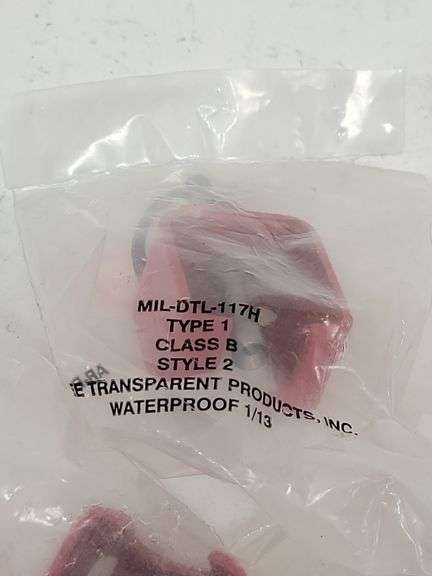 MIL-DTL-117H
TYPE 1
CLASS B
STYLE 2
TRANSPARENT PRODUCTS, INC.
WATERPROOF 1/13